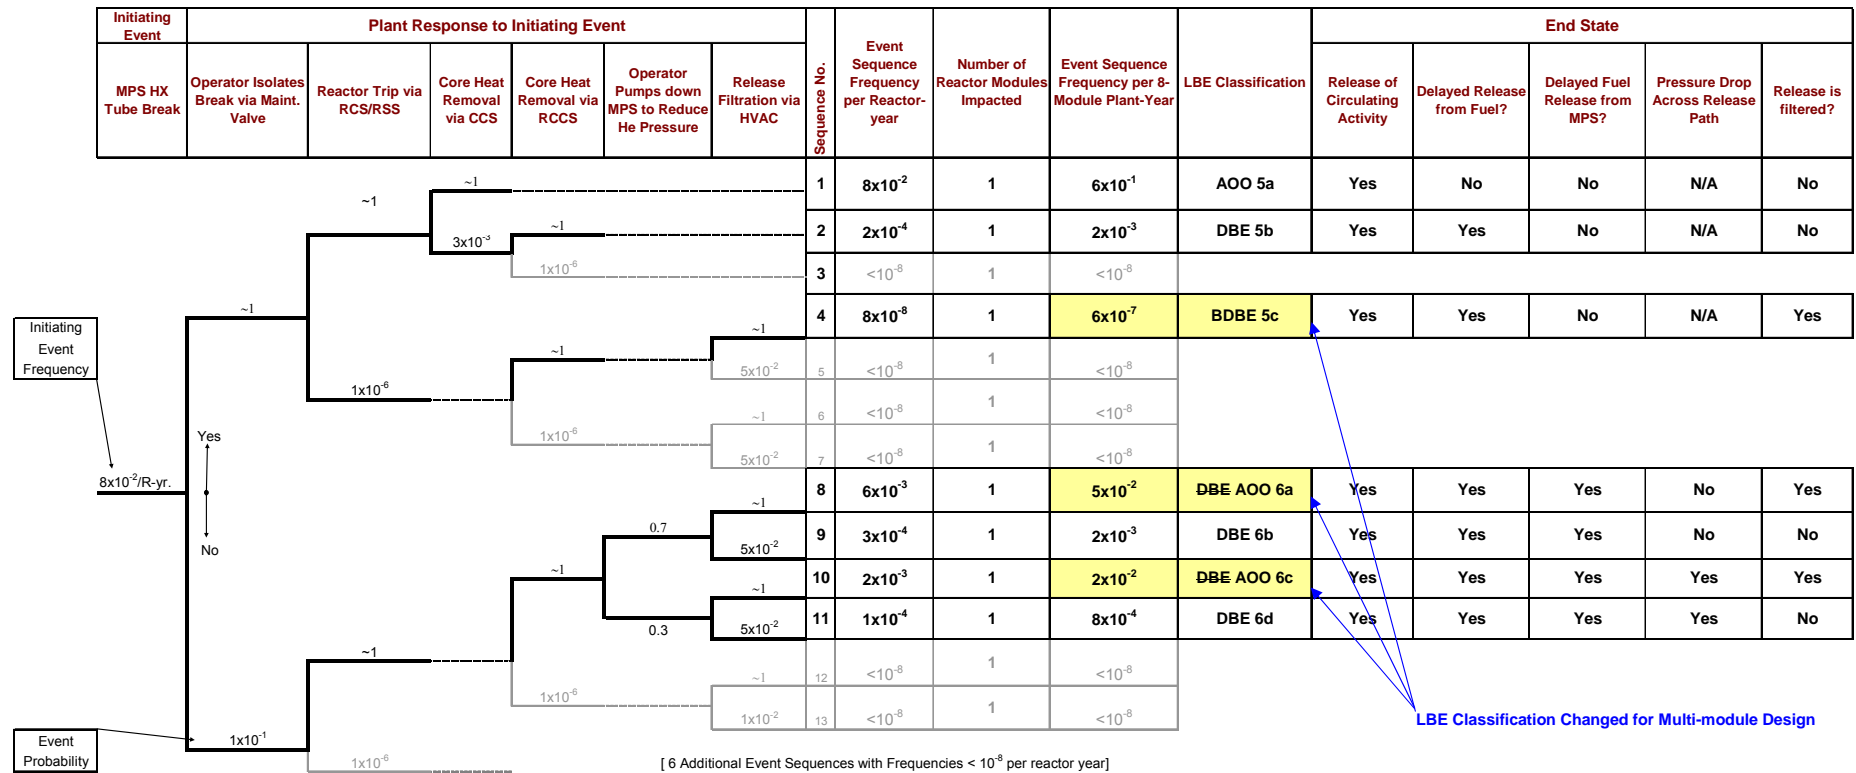 Initiating
Event
Plant Response to Initiating Event
End State
MPS HX
Tube Break
Operator Isolates
Break via Maint.
Valve
Reactor Trip via
RCS/RSS
Core Heat
Removal
via CCS
Core Heat
Removal via
RCCS
Operator
Pumps down
MPS to Reduce
He Pressure
Release
Filtration via
HVAC
Sequence No.
Event
Sequence
Frequency
per Reactor-
year
Number of
Reactor Modules
Impacted
Event Sequence
Frequency per 8-
Module Plant-Year
LBE Classification
Release of
Circulating
Activity
Delayed Release
from Fuel?
Delayed Fuel
Release from
MPS?
Pressure Drop
Across Release
Path
Release is
filtered?
~1
~1
1 8x10⁻² 1 6x10⁻¹ AOO 5a Yes No No N/A No
3x10⁻³
~1
2 2x10⁻⁴ 1 2x10⁻³ DBE 5b Yes Yes No N/A No
1x10⁻⁶
3 <10⁻⁸ 1 <10⁻⁸
~1
4 8x10⁻⁸ 1 6x10⁻⁷ BDBE 5c Yes Yes No N/A Yes
Initiating
Event
Frequency
~1
~1
1x10⁻⁶
5x10⁻² 5 <10⁻⁸ 1 <10⁻⁸
~1 6 <10⁻⁸ 1 <10⁻⁸
1x10⁻⁶
5x10⁻² 7 <10⁻⁸ 1 <10⁻⁸
Yes
8x10⁻²/R-yr.
No
~1
8 6x10⁻³ 1 5x10⁻² DBE AOO 6a Yes Yes Yes No Yes
0.7
5x10⁻²
9 3x10⁻⁴ 1 2x10⁻³ DBE 6b Yes Yes Yes No No
~1
~1
10 2x10⁻³ 1 2x10⁻² DBE AOO 6c Yes Yes Yes Yes Yes
0.3
5x10⁻²
11 1x10⁻⁴ 1 8x10⁻⁴ DBE 6d Yes Yes Yes Yes No
~1
~1 12 <10⁻⁸ 1 <10⁻⁸
1x10⁻⁶
1x10⁻² 13 <10⁻⁸ 1 <10⁻⁸
LBE Classification Changed for Multi-module Design
Event
Probability
1x10⁻¹
1x10⁻⁶
[ 6 Additional Event Sequences with Frequencies < 10⁻⁸ per reactor year]